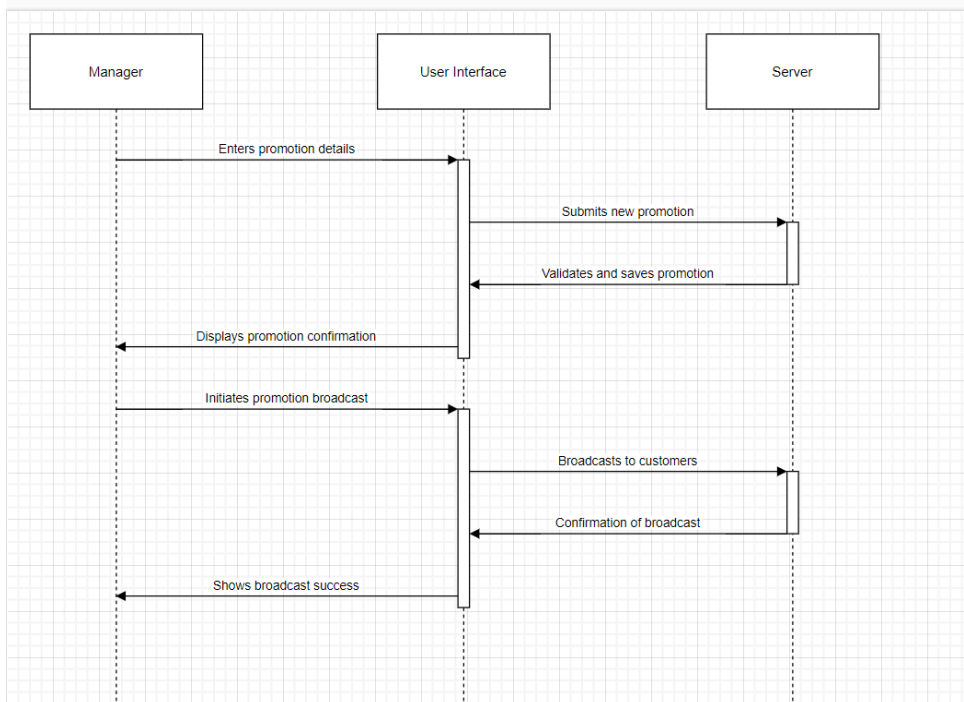 Manager
User Interface
Server
Enters promotion details
Submits new promotion
Validates and saves promotion
Displays promotion confirmation
Initiates promotion broadcast
Broadcasts to customers
Confirmation of broadcast
Shows broadcast success